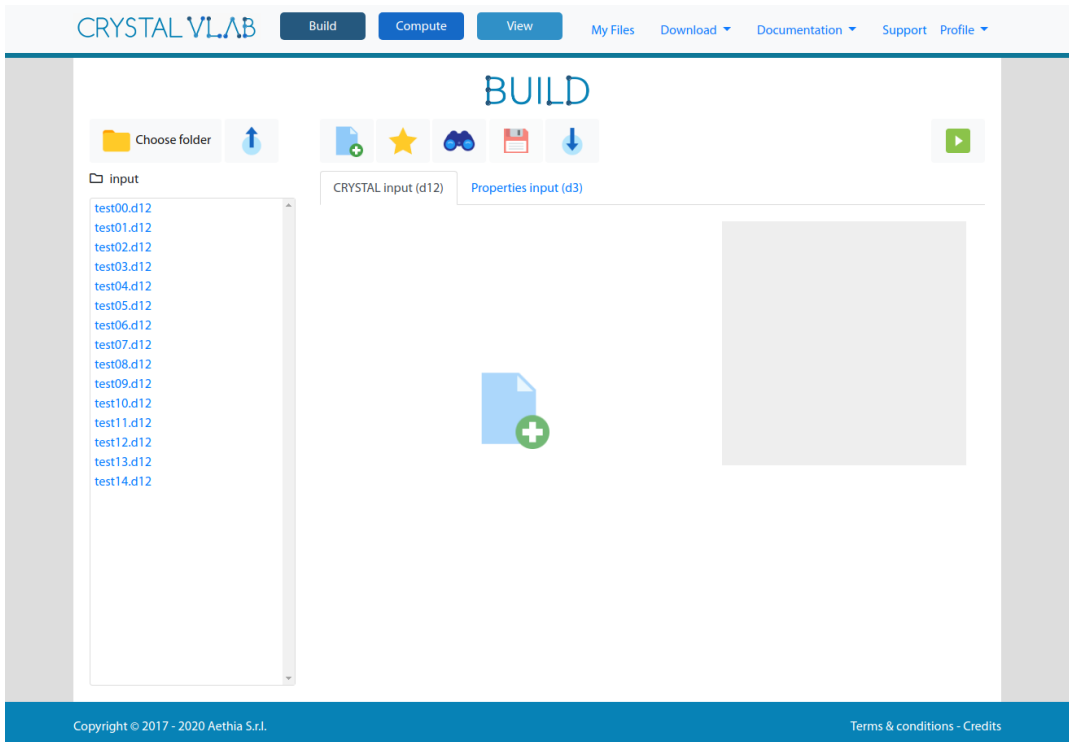 CRYSTAL VLAB Build Compute View My Files Download Documentation Support Profile
BUILD
Choose folder
input
CRYSTAL input (d12) Properties input (d3)
test00.d12
test01.d12
test02.d12
test03.d12
test04.d12
test05.d12
test06.d12
test07.d12
test08.d12
test09.d12
test10.d12
test11.d12
test12.d12
test13.d12
test14.d12
Copyright © 2017 - 2020 Aethia S.r.l. Terms & conditions - Credits